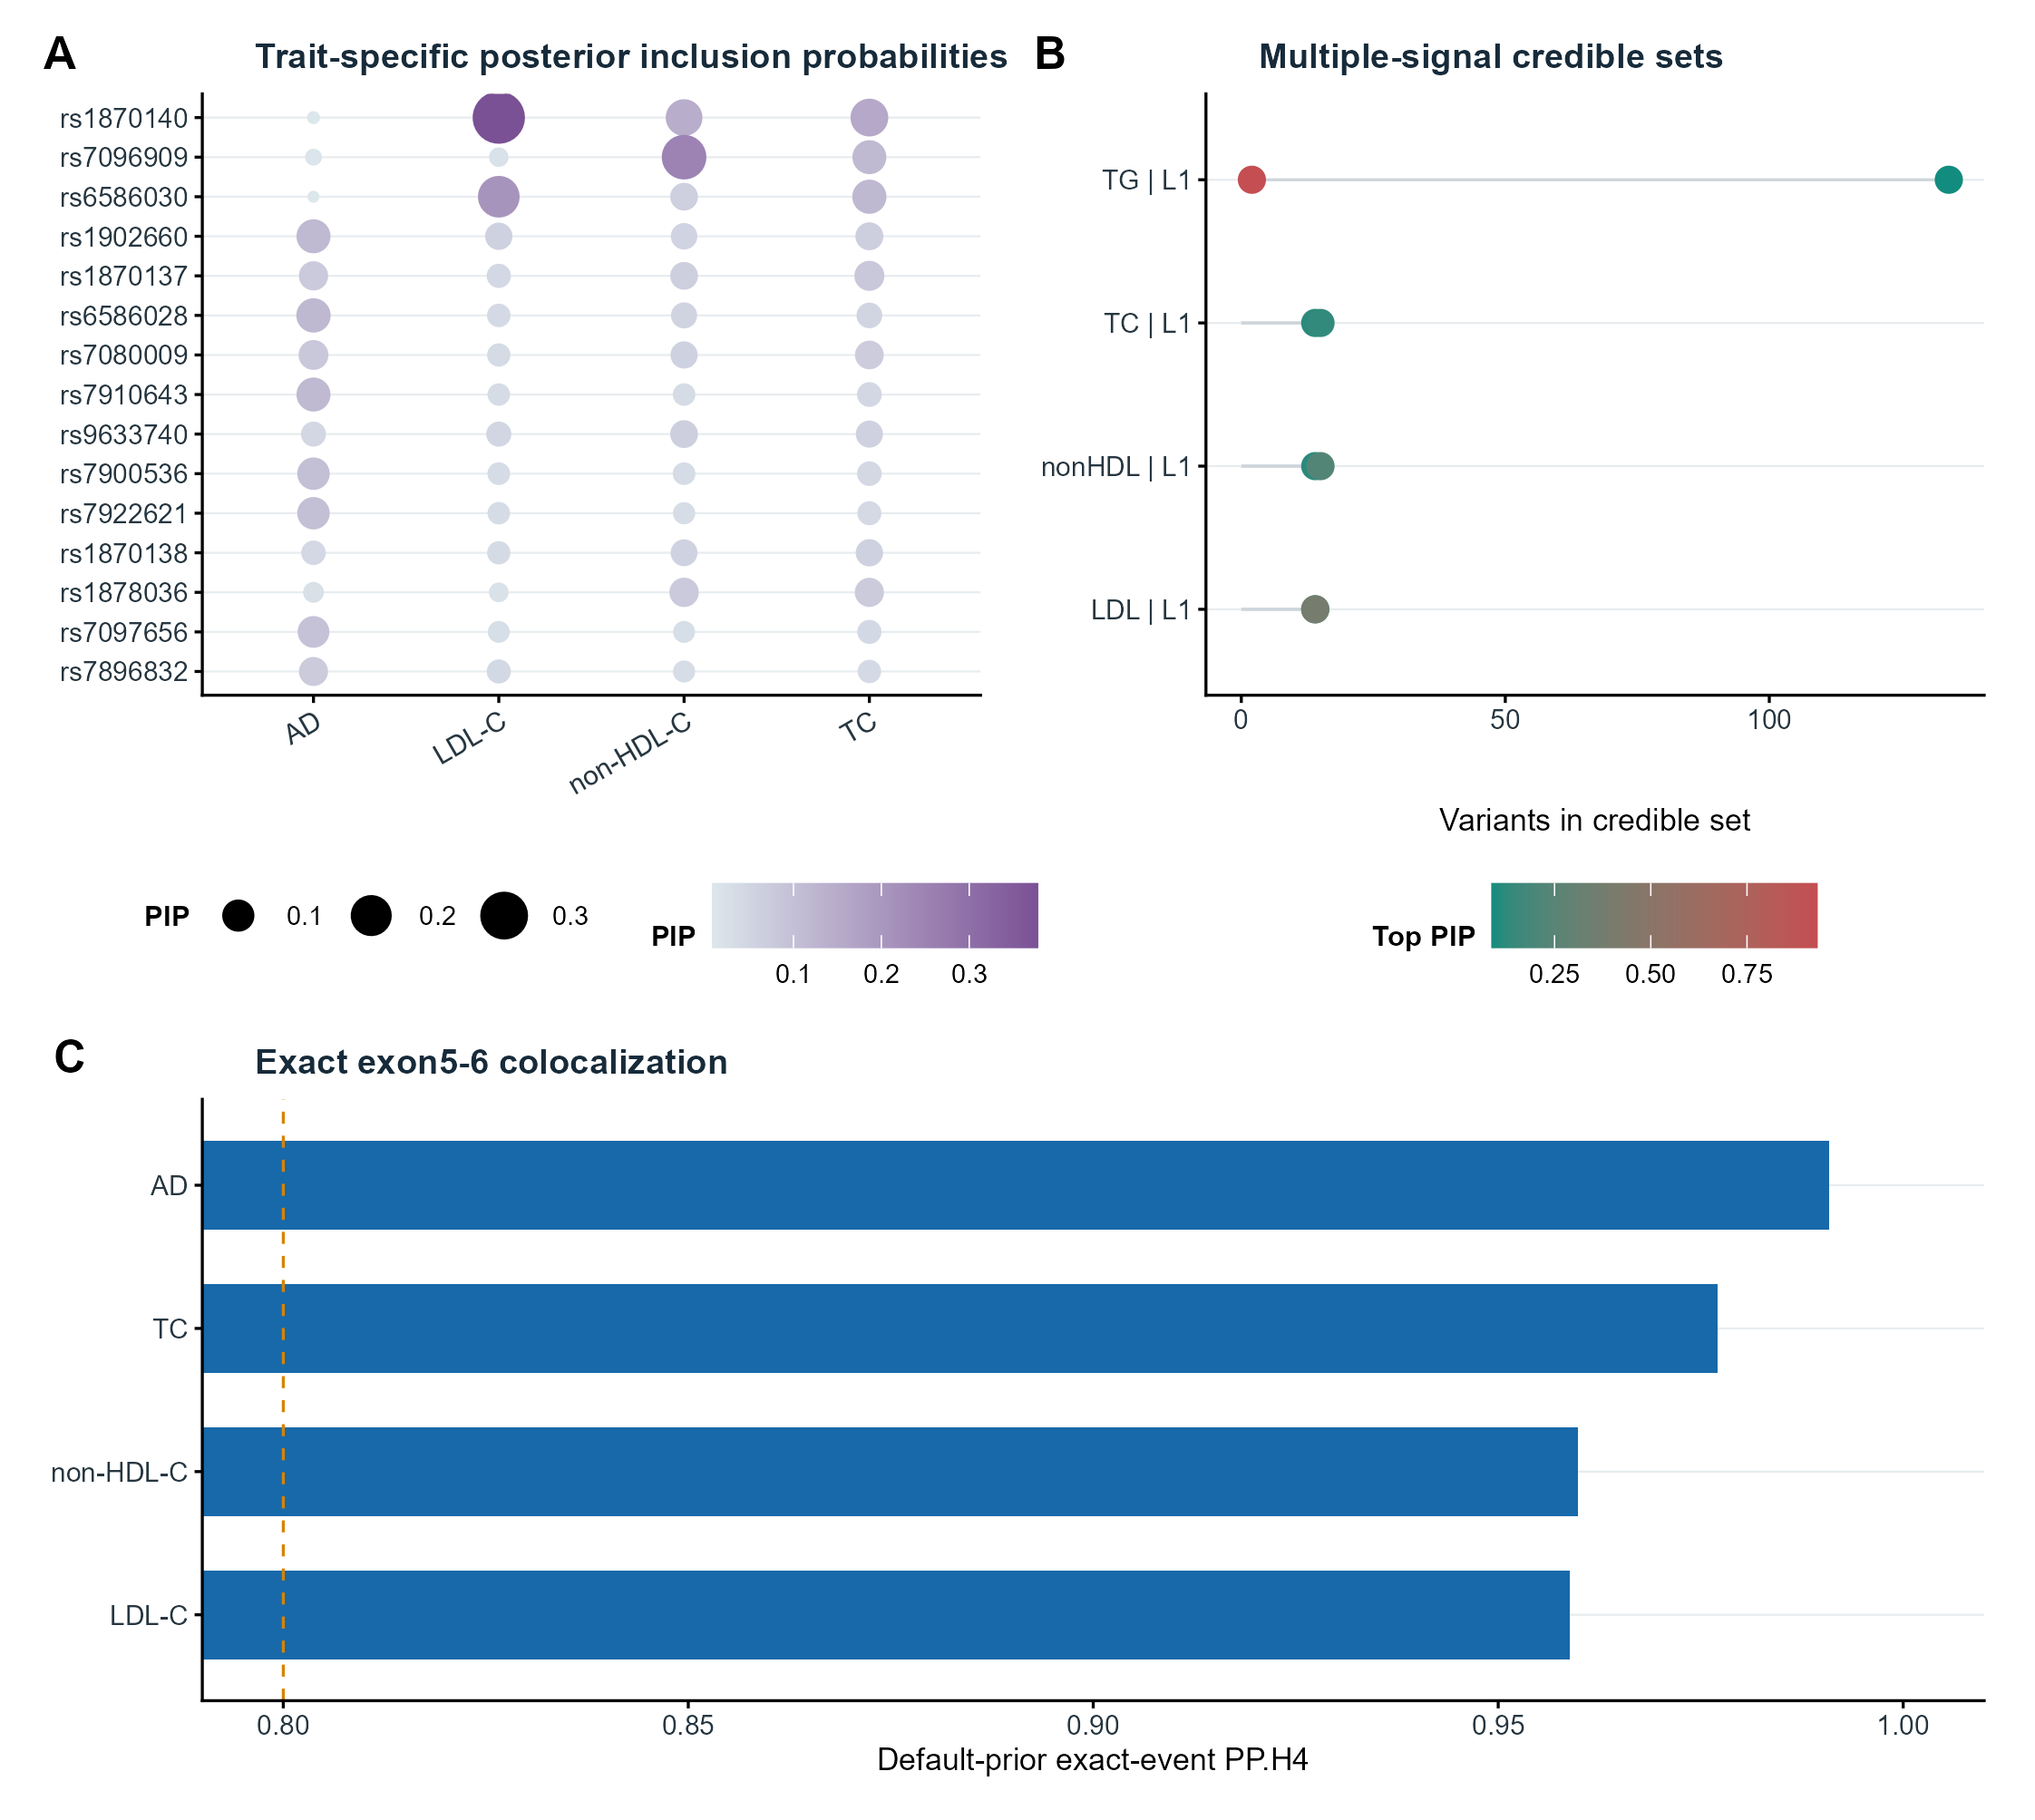 A
Trait-specific posterior inclusion probabilities
rs1870140
rs7096909
rs6586030
rs1902660
rs1870137
rs6586028
rs7080009
rs7910643
rs9633740
rs7900536
rs7922621
rs1870138
rs1878036
rs7097656
rs7896832
AD
LDL-C
non-HDL-C
TC
PIP
0.1
0.2
0.3
PIP
0.1
0.2
0.3
B
Multiple-signal credible sets
TG | L1
TC | L1
nonHDL | L1
LDL | L1
0
50
100
Variants in credible set
Top PIP
0.25
0.50
0.75
C
Exact exon5-6 colocalization
AD
TC
non-HDL-C
LDL-C
0.80
0.85
0.90
0.95
1.00
Default-prior exact-event PP.H4